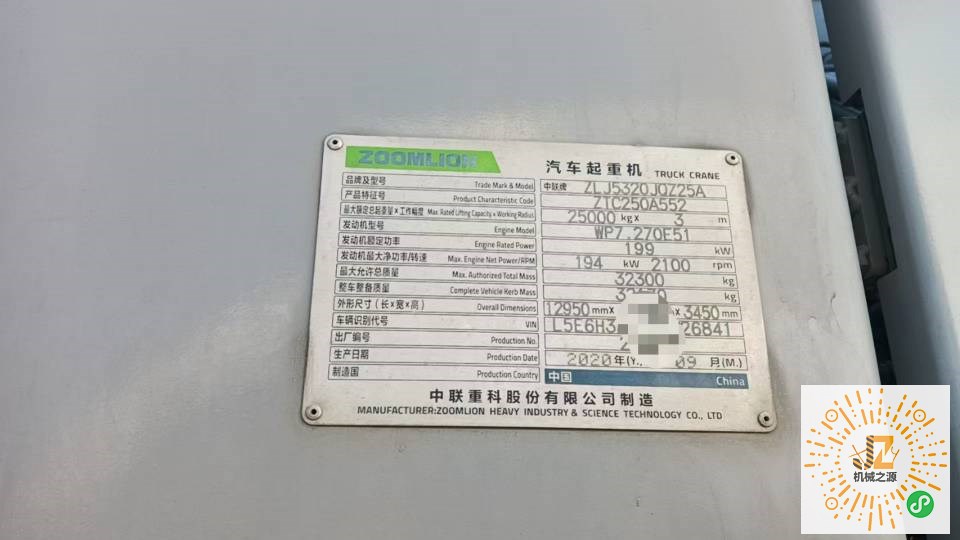 ZOOMLION 汽车起重机 TRUCK CRANE
品牌及型号 Trade Mark & Model 中联牌 ZLJ5320JQZ25A
产品特征号 Product Characteristic Code ZTC250A552
最大额定总起重量×工作幅度 Max. Rated Lifting Capacity × Working Radius 25000 kg× 3 m
发动机型号 Engine Model WP7.270E51
发动机额定功率 Engine Rated Power 199 kW
发动机最大净功率/转速 Max. Engine Net Power/RPM 194 kW 2100 rpm
最大允许总质量 Max. Authorized Total Mass 32300 kg
整车整备质量 Complete Vehicle Kerb Mass kg
外形尺寸（长×宽×高） Overall Dimensions 12950 mm× × 3450 mm
车辆识别代号 VIN L5E6H3 26841
出厂编号 Production No.
生产日期 Production Date 2020 年(Y. 09 月(M.)
制造国 Production Country 中国 China
中联重科股份有限公司制造
MANUFACTURER:ZOOMLION HEAVY INDUSTRY & SCIENCE TECHNOLOGY CO., LTD
JZ
机械之源